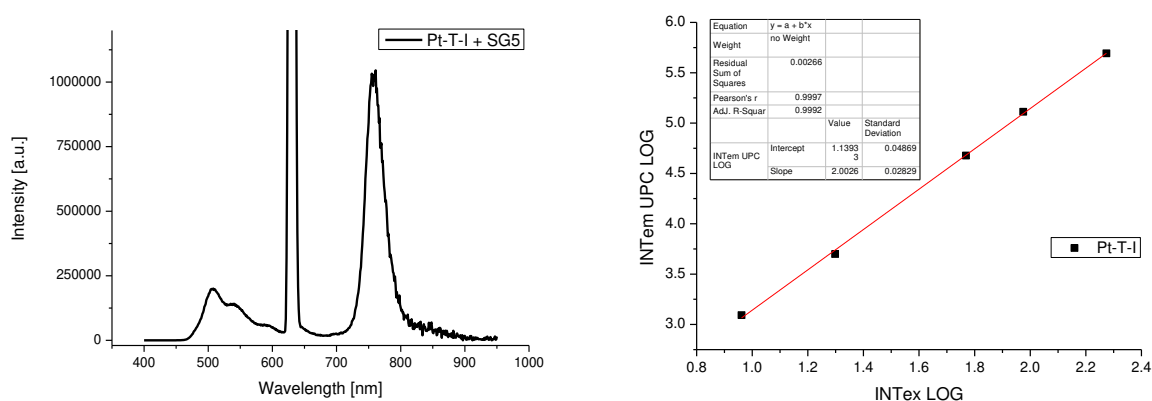 Pt-T-I + SG5
1000000
750000
500000
250000
0
400 500 600 700 800 900 1000
Intensity [a.u.]
Wavelength [nm]
6.0
5.5
5.0
4.5
4.0
3.5
3.0
0.8 1.0 1.2 1.4 1.6 1.8 2.0 2.2 2.4
INTem UPC LOG
INTex LOG
Equation y = a + b*x
Weight no Weight
Residual
Sum of
Squares
0.00266
Pearson's r 0.9997
AdJ. R-Squar 0.9992
Value Standard
Deviation
INTem UPC
LOG
Intercept 1.1393
3
0.04869
Slope 2.0026 0.02829
Pt-T-I